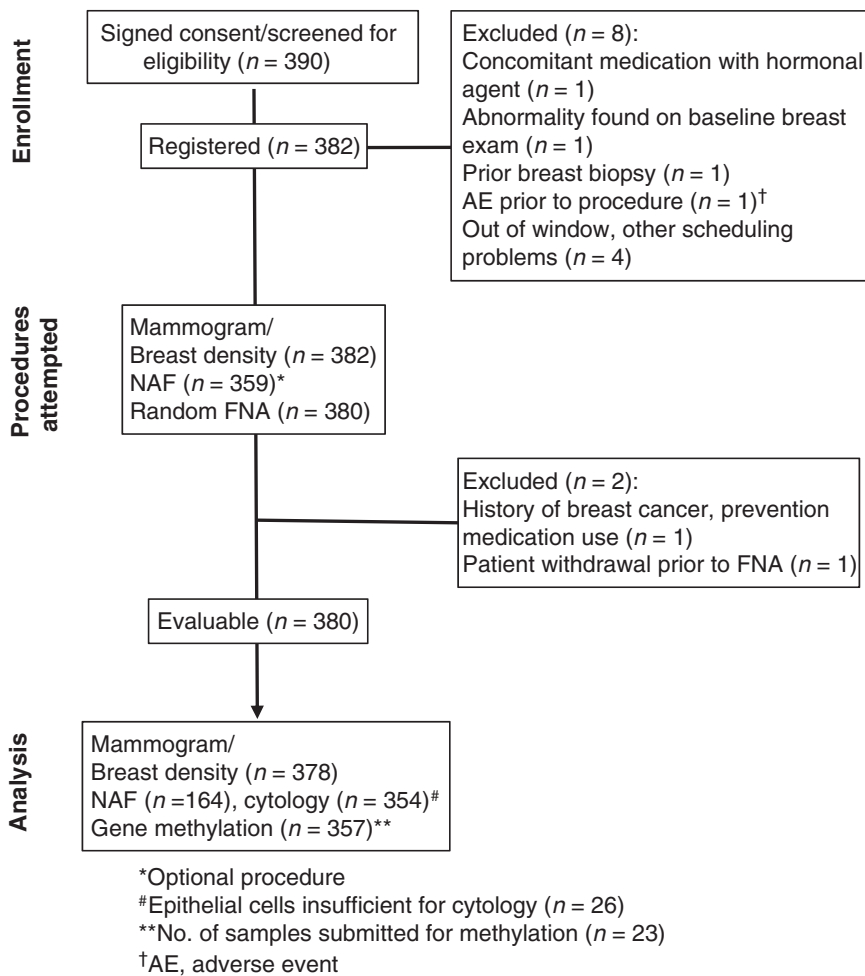 Enrollment
Signed consent/screened for
eligibility (n = 390)
Registered (n = 382)
Excluded (n = 8):
Concomitant medication with hormonal
agent (n = 1)
Abnormality found on baseline breast
exam (n = 1)
Prior breast biopsy (n = 1)
AE prior to procedure (n = 1)†
Out of window, other scheduling
problems (n = 4)
Procedures
attempted
Mammogram/
Breast density (n = 382)
NAF (n = 359)*
Random FNA (n = 380)
Excluded (n = 2):
History of breast cancer, prevention
medication use (n = 1)
Patient withdrawal prior to FNA (n = 1)
Evaluable (n = 380)
Analysis
Mammogram/
Breast density (n = 378)
NAF (n =164), cytology (n = 354)#
Gene methylation (n = 357)**
*Optional procedure
#Epithelial cells insufficient for cytology (n = 26)
**No. of samples submitted for methylation (n = 23)
†AE, adverse event